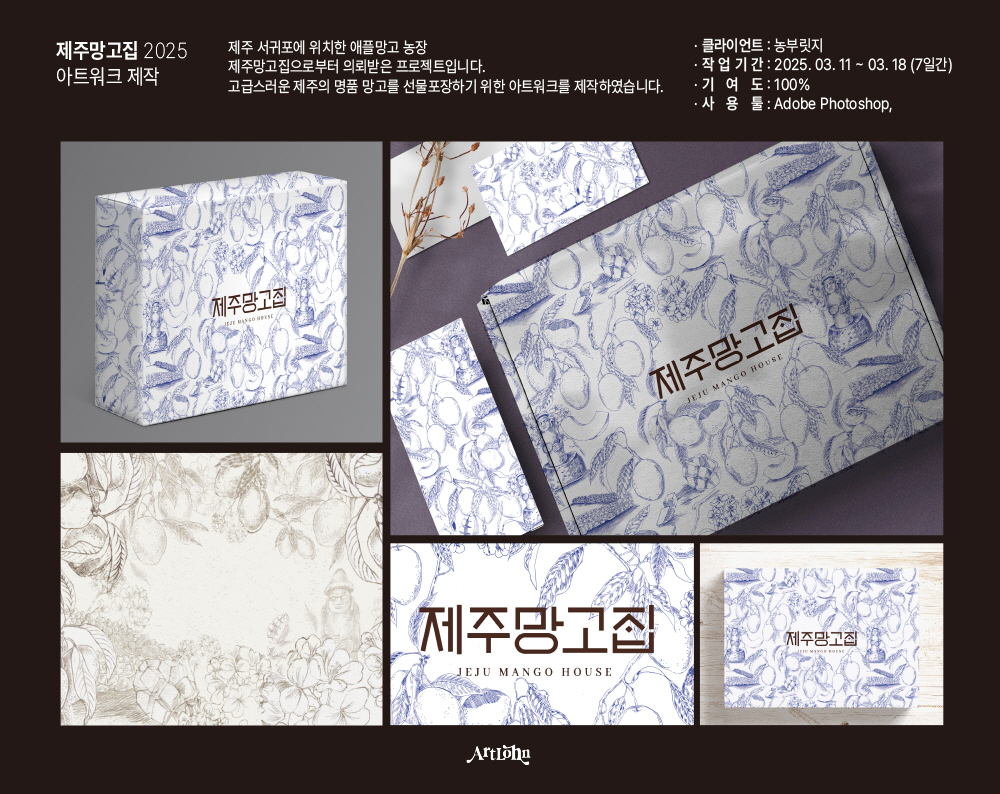 제주망고집 2025
아트워크 제작
제주 서귀포에 위치한 애플망고 농장
제주망고집으로부터 의뢰받은 프로젝트입니다.
고급스러운 제주의 명품 망고를 선물포장하기 위한 아트워크를 제작하였습니다.
· 클라이언트 : 농부릿지
· 작 업 기 간 : 2025. 03. 11 ~ 03. 18 (7일간)
· 기 여 도 : 100%
· 사 용 툴 : Adobe Photoshop,
제주망고집
JEJU MANGO HOUSE
제주망고집
JEJU MANGO HOUSE
제주망고집
JEJU MANGO HOUSE
제주망고집
JEJU MANGO HOUSE
ArtLohn